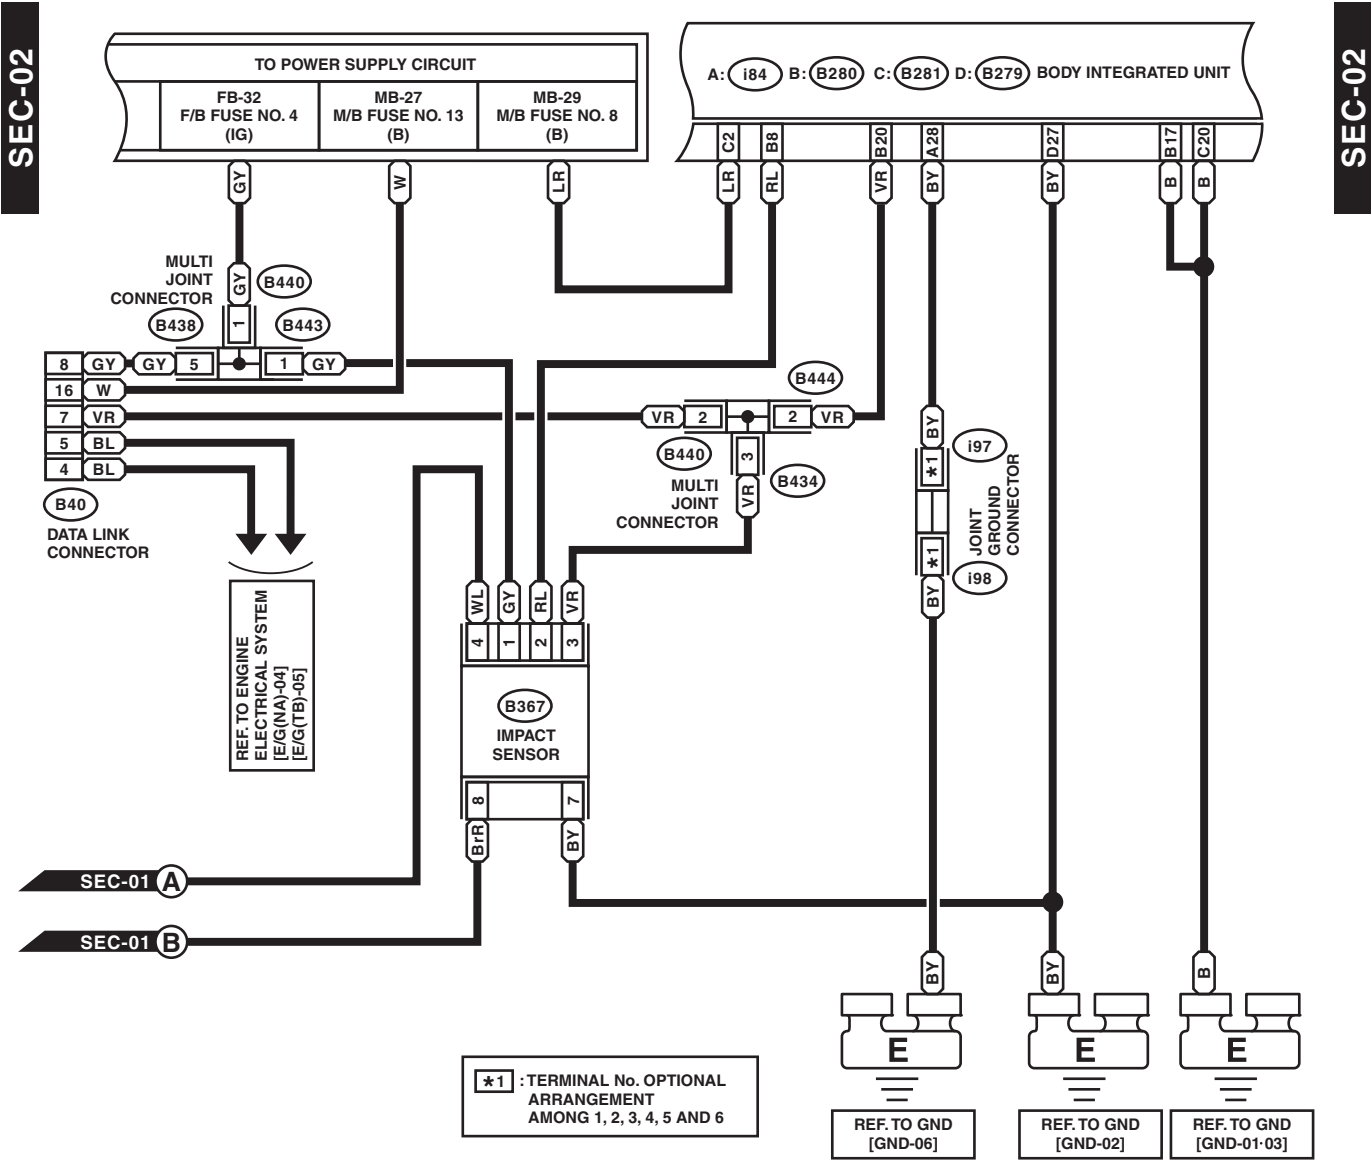 SEC-02
SEC-02
TO POWER SUPPLY CIRCUIT
FB-32
F/B FUSE NO. 4
(IG)
MB-27
M/B FUSE NO. 13
(B)
MB-29
M/B FUSE NO. 8
(B)
A: i84 B: B280 C: B281 D: B279 BODY INTEGRATED UNIT
C2
B8
B20
A28
D27
B17
C20
GY
W
LR
LR
RL
VR
BY
BY
B
B
MULTI
JOINT
CONNECTOR
GY
B440
1
B438
B443
8 GY GY 5
1 GY
16 W
7 VR
5 BL
4 BL
B40
DATA LINK
CONNECTOR
B444
VR 2
2 VR
B440
3
VR
B434
MULTI
JOINT
CONNECTOR
BY
*1
i97
JOINT
GROUND
CONNECTOR
*1
i98
BY
REF. TO ENGINE
ELECTRICAL SYSTEM
[E/G(NA)-04]
[E/G(TB)-05]
WL
GY
RL
VR
4
1
2
3
B367
IMPACT
SENSOR
8
7
BrR
BY
SEC-01 A
SEC-01 B
BY
BY
B
E
E
E
*1 : TERMINAL No. OPTIONAL
ARRANGEMENT
AMONG 1, 2, 3, 4, 5 AND 6
REF. TO GND
[GND-06]
REF. TO GND
[GND-02]
REF. TO GND
[GND-01·03]